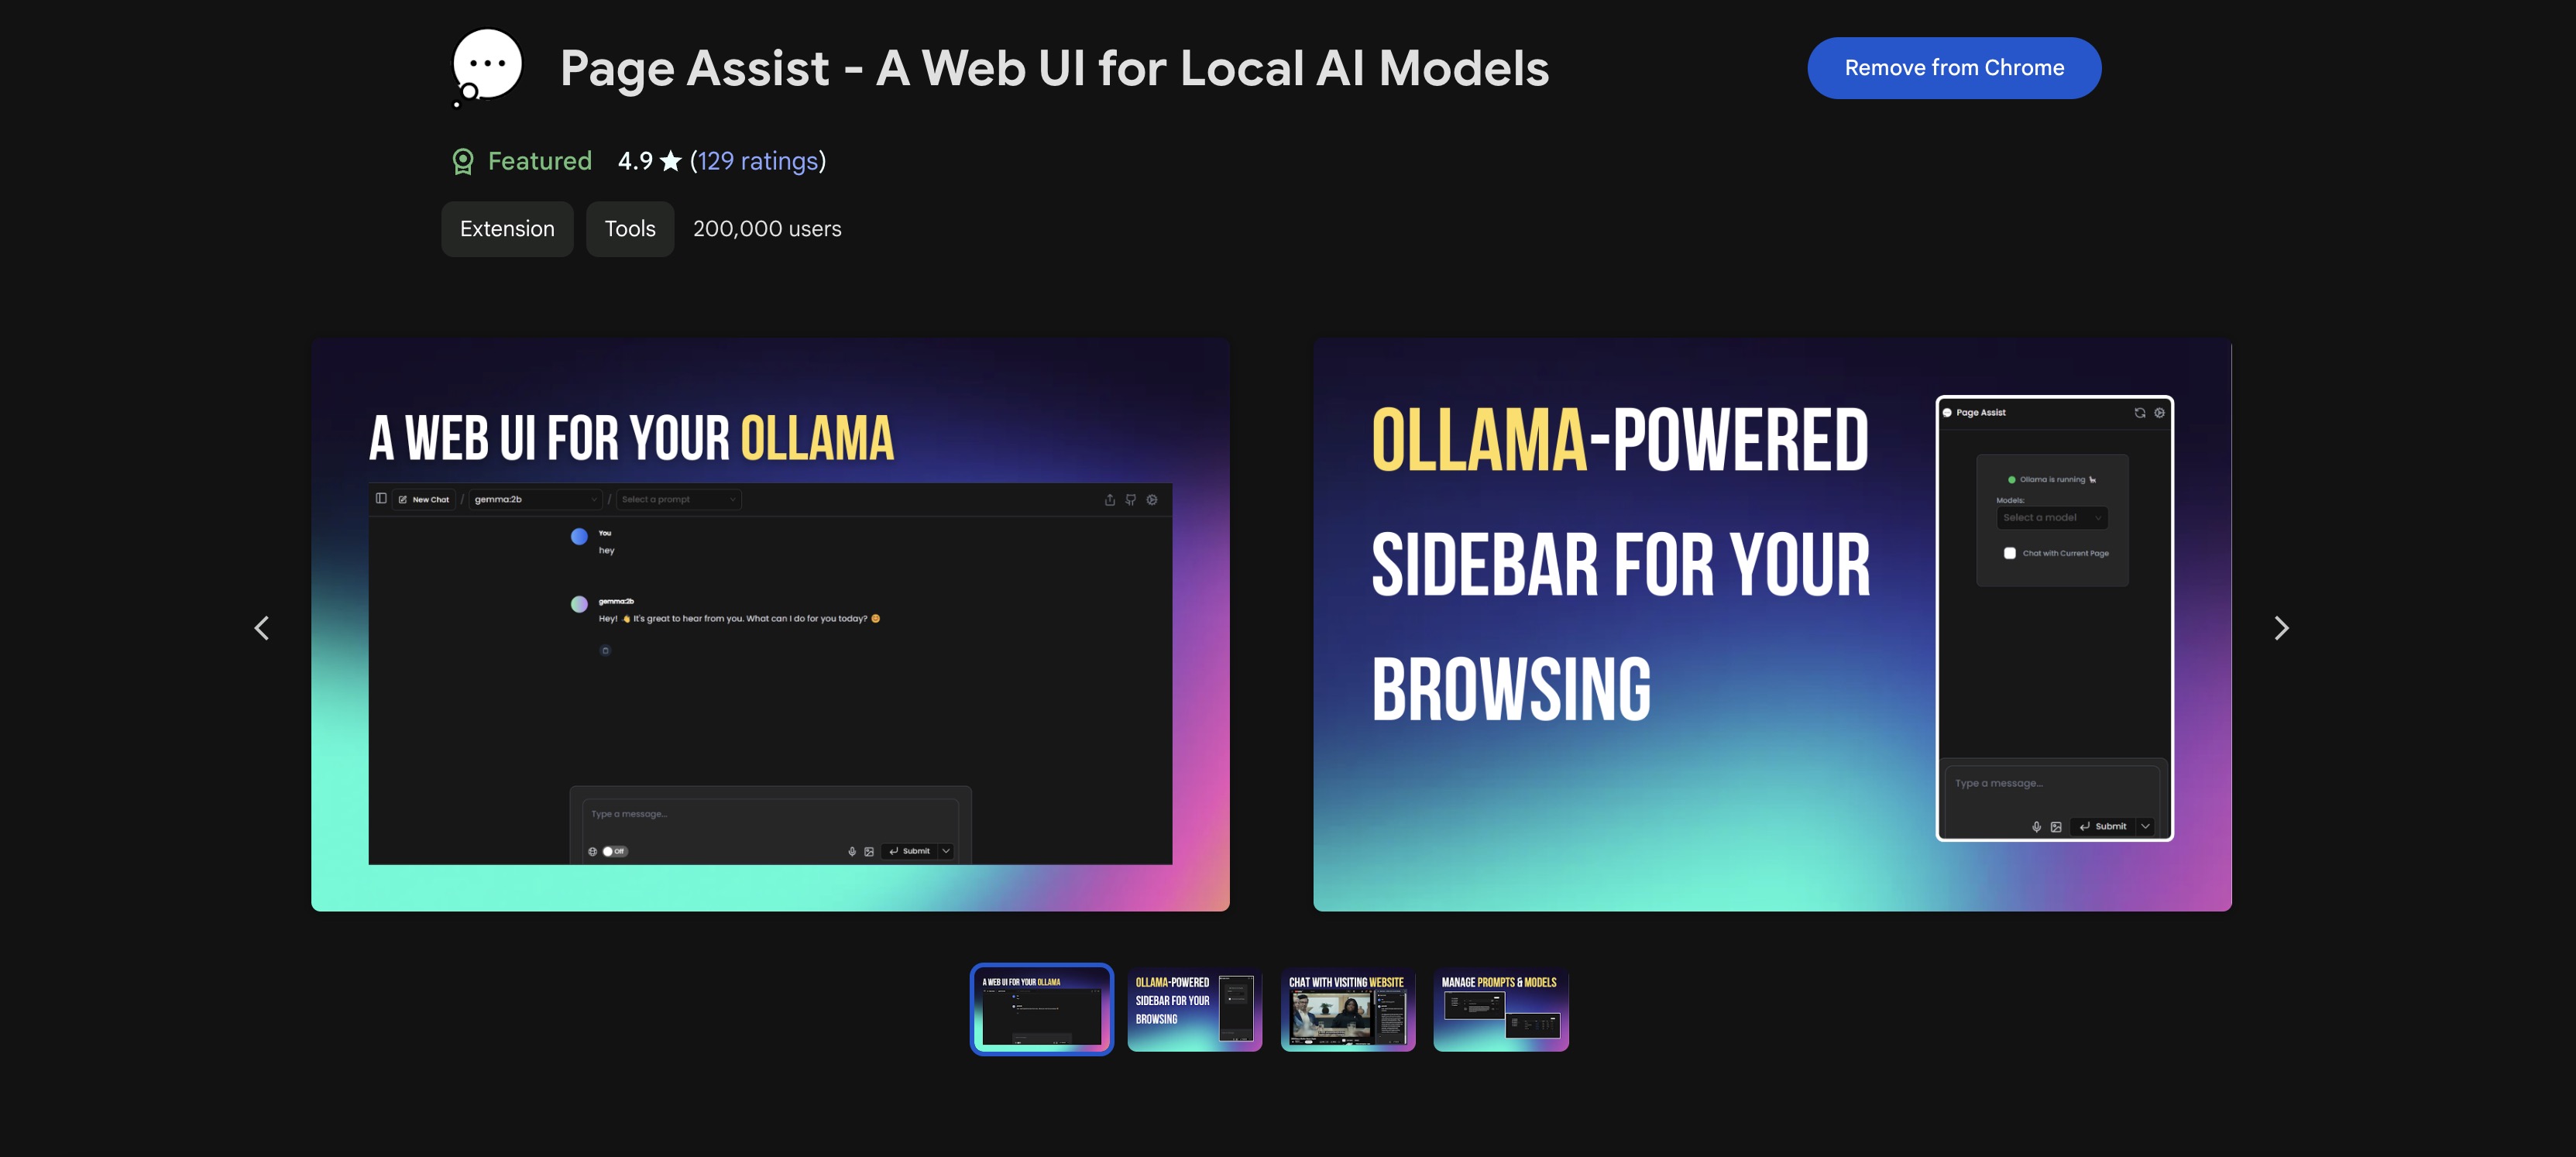 Page Assist - A Web UI for Local AI Models
Remove from Chrome
Featured 4.9 ★ (129 ratings)
Extension Tools 200,000 users
A WEB UI FOR YOUR OLLAMA
New Chat / gemma:2b / Select a prompt
You
hey
gemma:2b
Hey! 👋 It's great to hear from you. What can I do for you today? 😊
Type a message...
Off
Submit
OLLAMA-POWERED
SIDEBAR FOR YOUR
BROWSING
Page Assist
Ollama is running 🦙
Models:
Select a model
Chat with Current Page
Type a message...
Submit
A WEB UI FOR YOUR OLLAMA
OLLAMA-POWERED
SIDEBAR FOR YOUR
BROWSING
CHAT WITH VISITING WEBSITE
MANAGE PROMPTS & MODELS